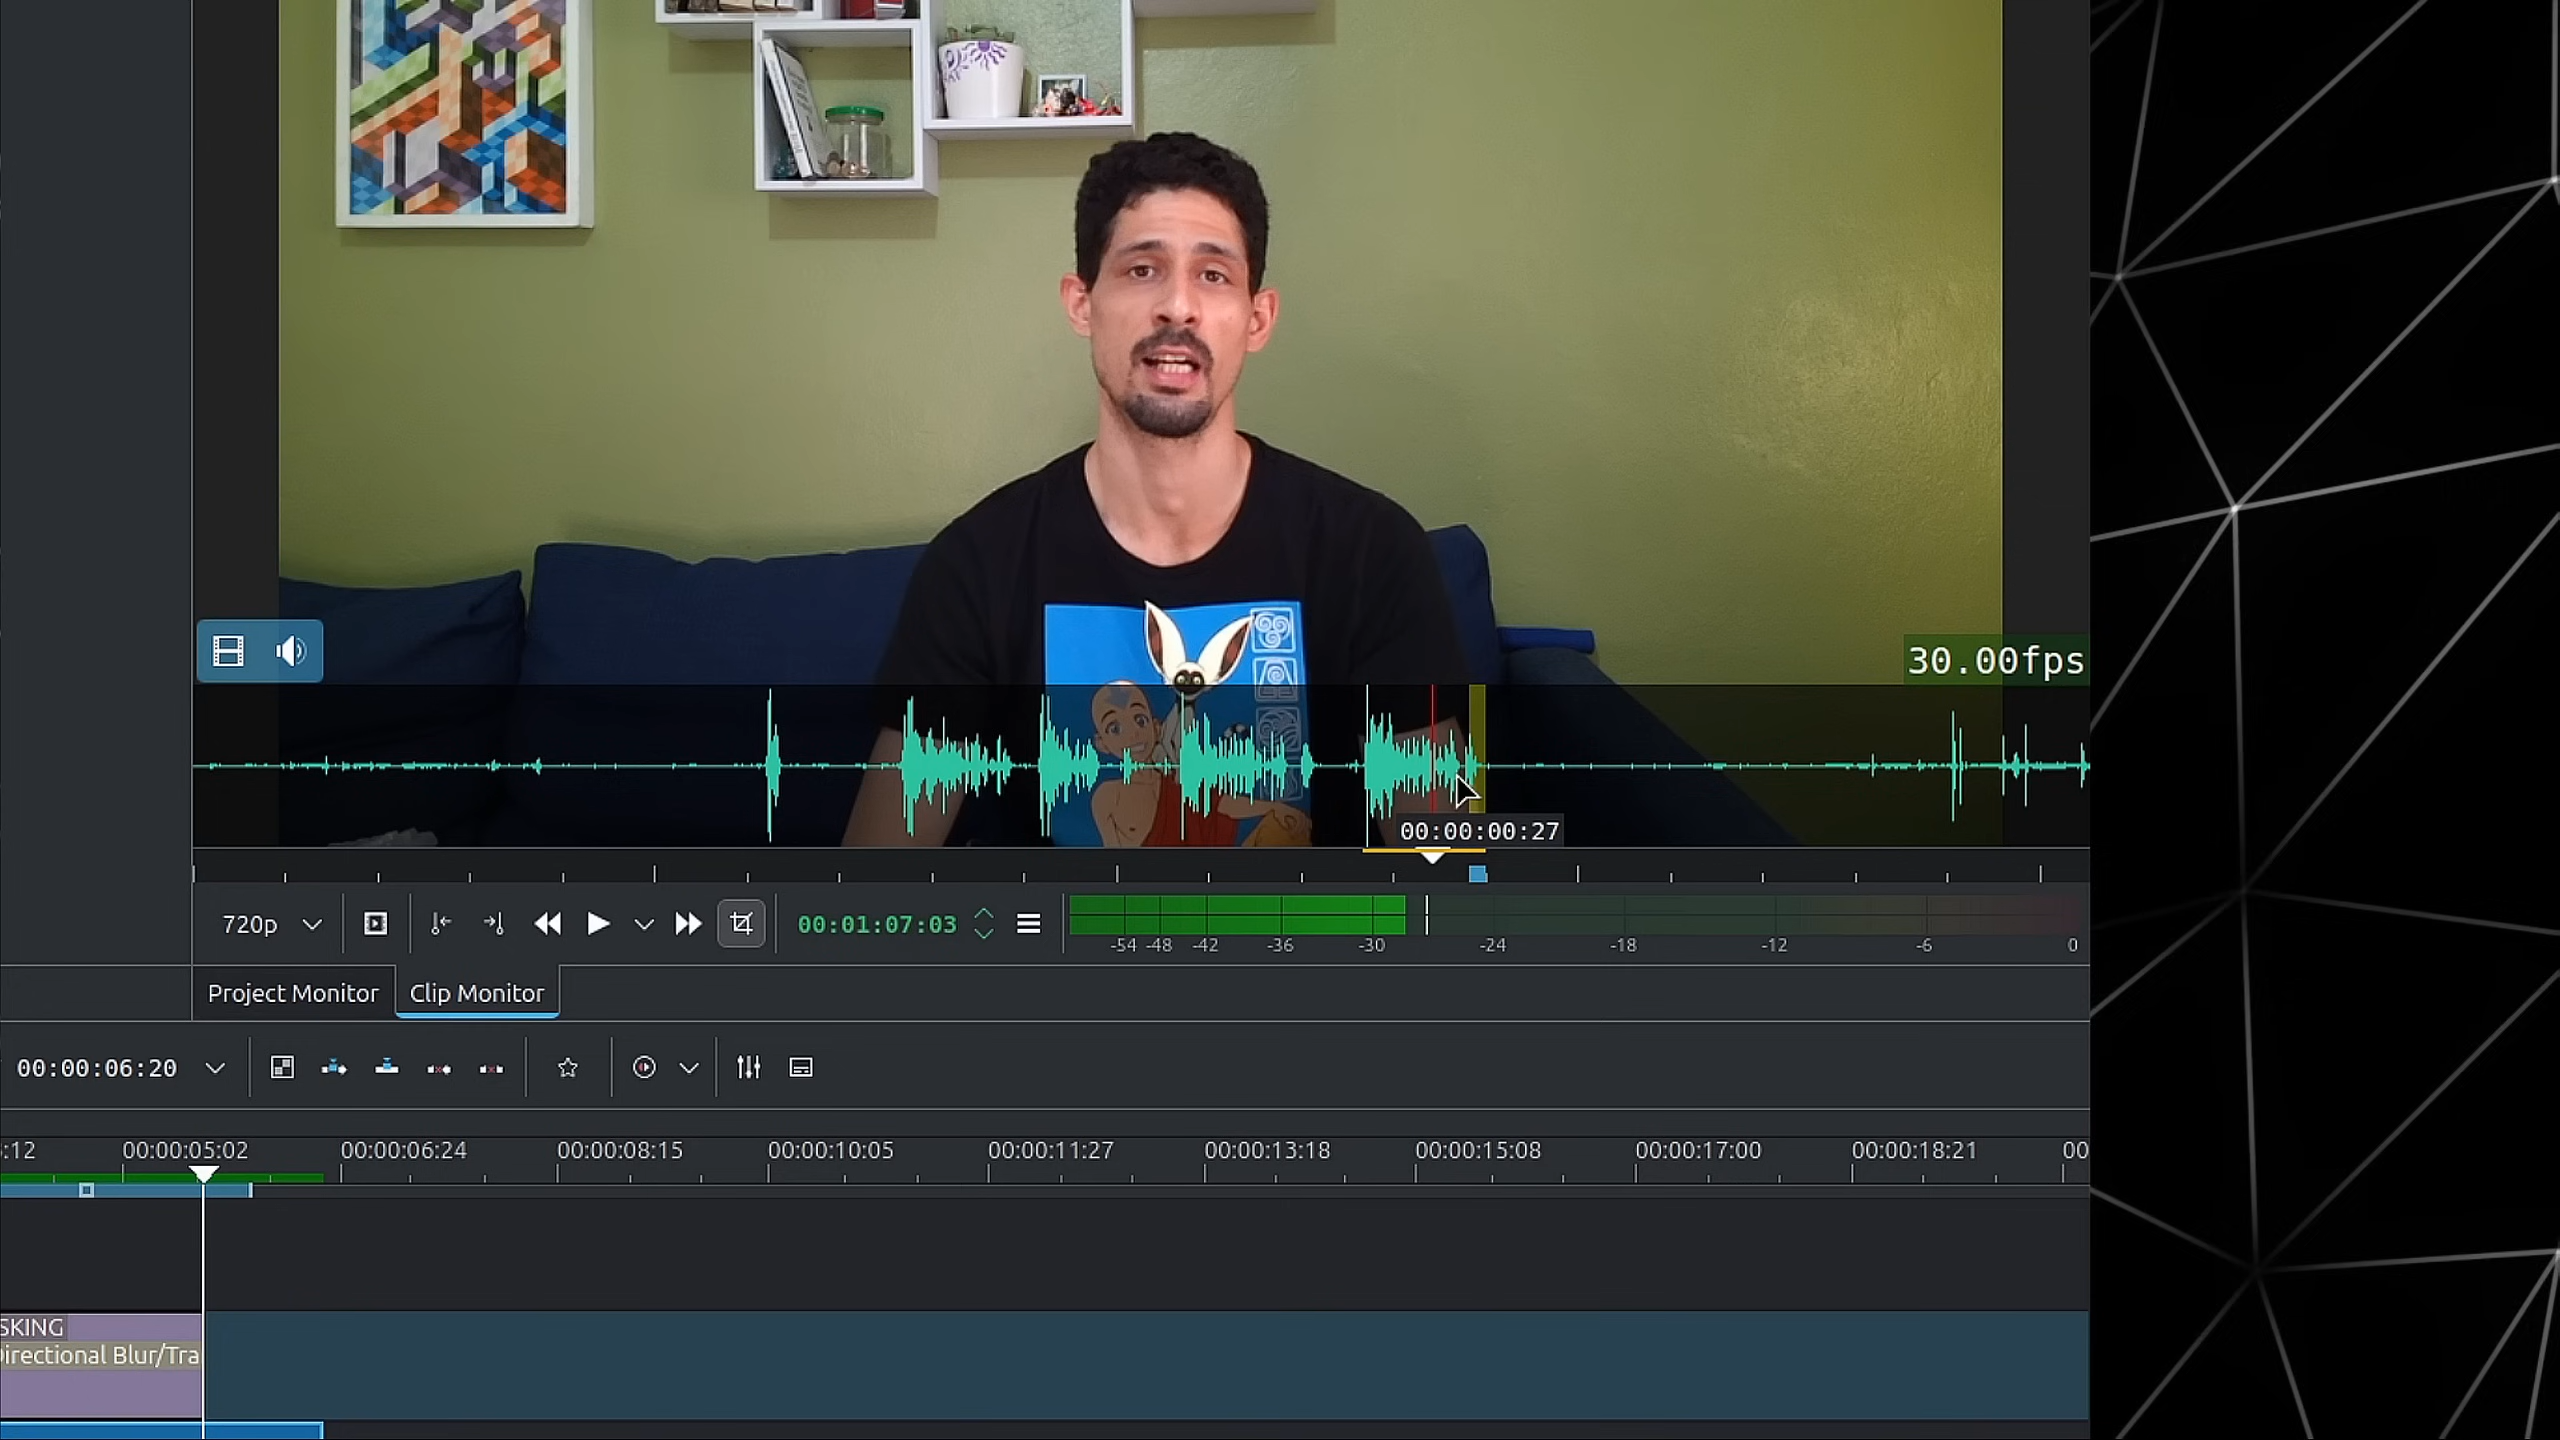 30.00fps
00:00:00:27
720p
00:01:07:03
-54 -48 -42 -36 -30 -24 -18 -12 -6 0
Project Monitor Clip Monitor
00:00:06:20
:12 00:00:05:02 00:00:06:24 00:00:08:15 00:00:10:05 00:00:11:27 00:00:13:18 00:00:15:08 00:00:17:00 00:00:18:21 00
SKING
irectional Blur/Tra